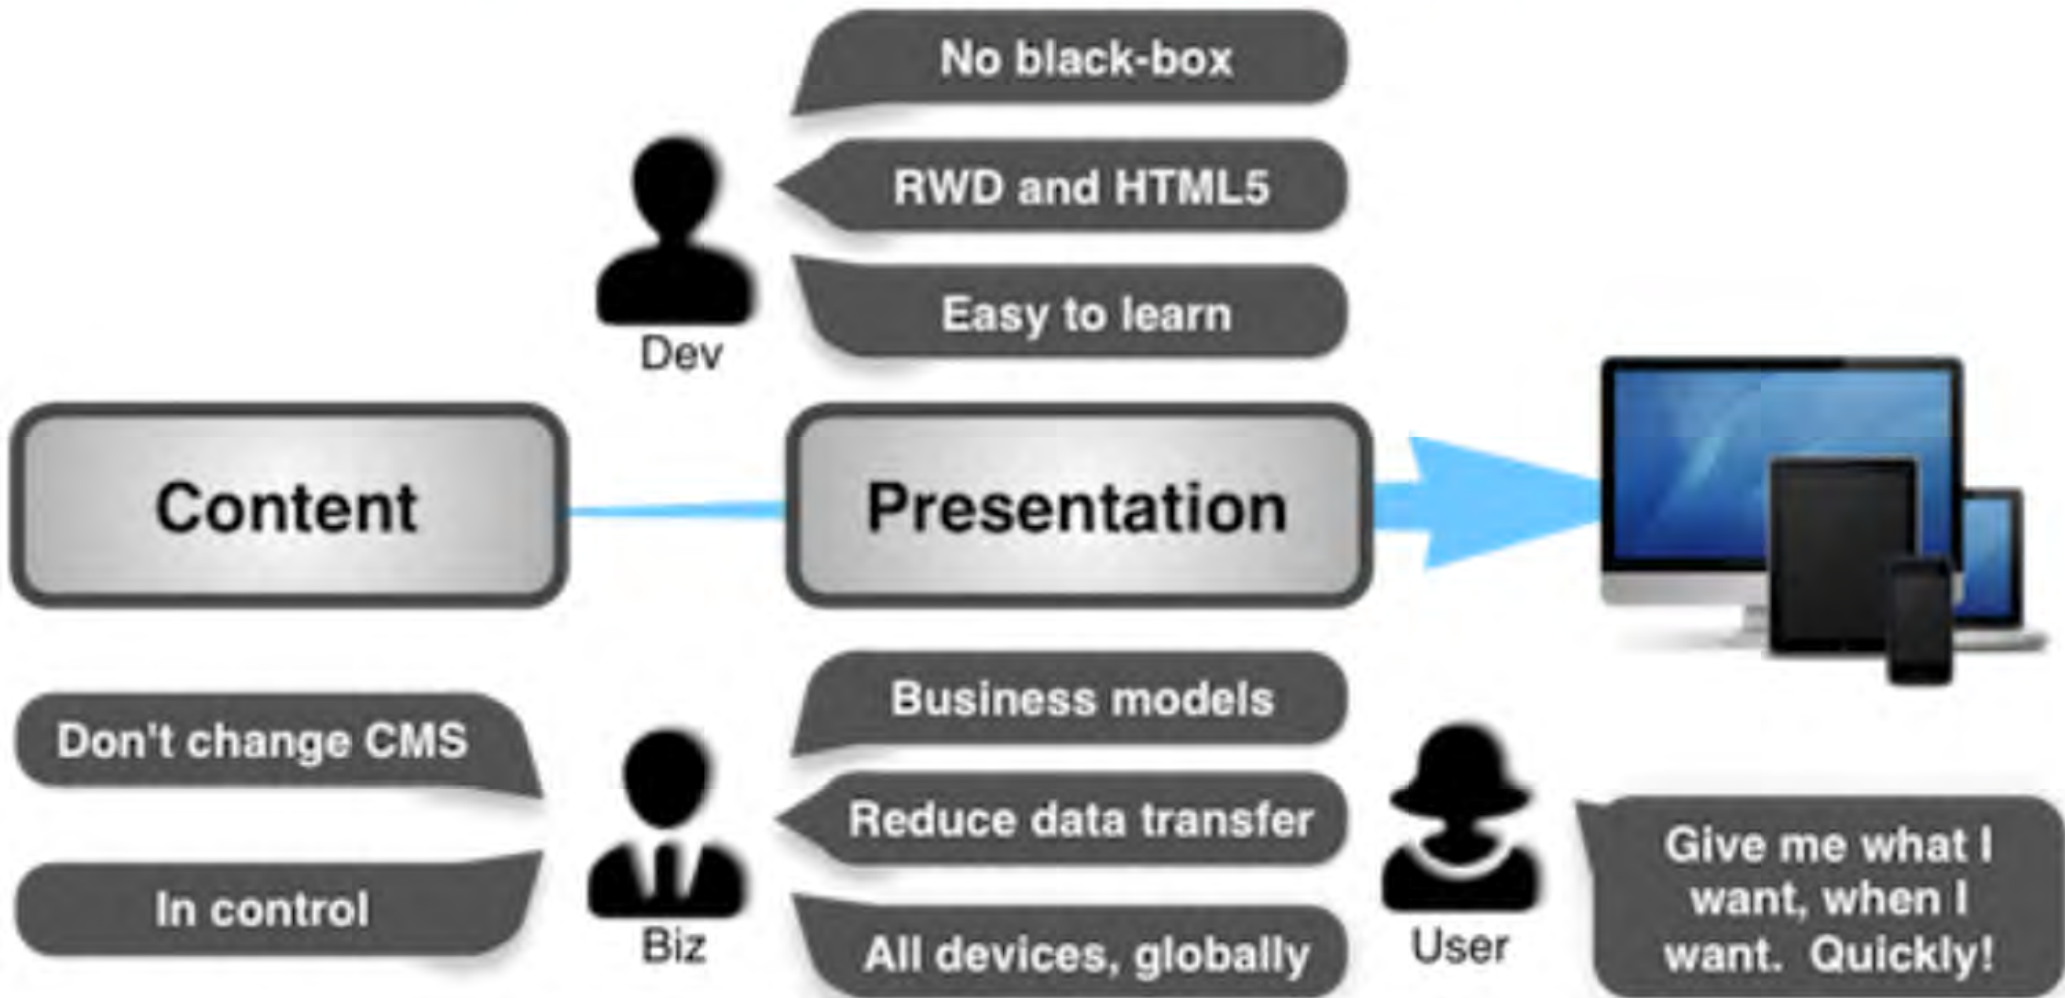 No black-box
RWD and HTML5
Easy to learn
Dev
Content
Presentation
Don't change CMS
In control
Biz
Business models
Reduce data transfer
All devices, globally
User
Give me what I
want, when I
want.  Quickly!